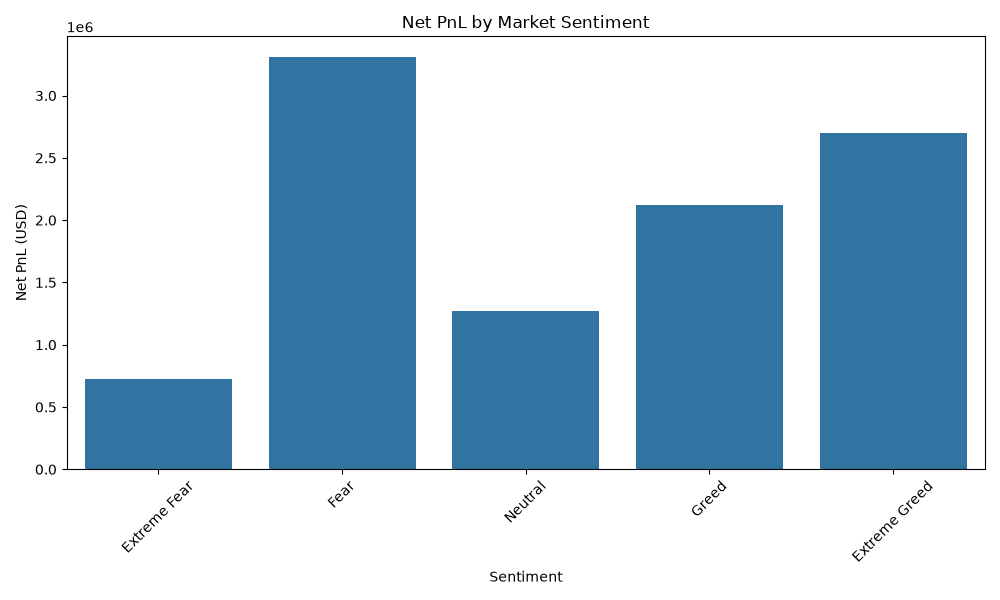 Net PnL by Market Sentiment
1e6
3.0
2.5
2.0
1.5
1.0
0.5
0.0
Net PnL (USD)
Extreme Fear
Fear
Neutral
Greed
Extreme Greed
Sentiment